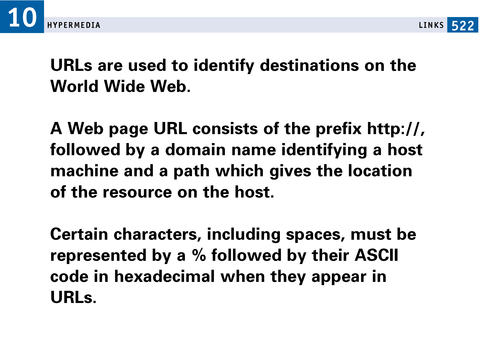 10
HYPERMEDIA
LINKS 522
URLs are used to identify destinations on the
World Wide Web.
A Web page URL consists of the prefix http://,
followed by a domain name identifying a host
machine and a path which gives the location
of the resource on the host.
Certain characters, including spaces, must be
represented by a % followed by their ASCII
code in hexadecimal when they appear in
URLs.